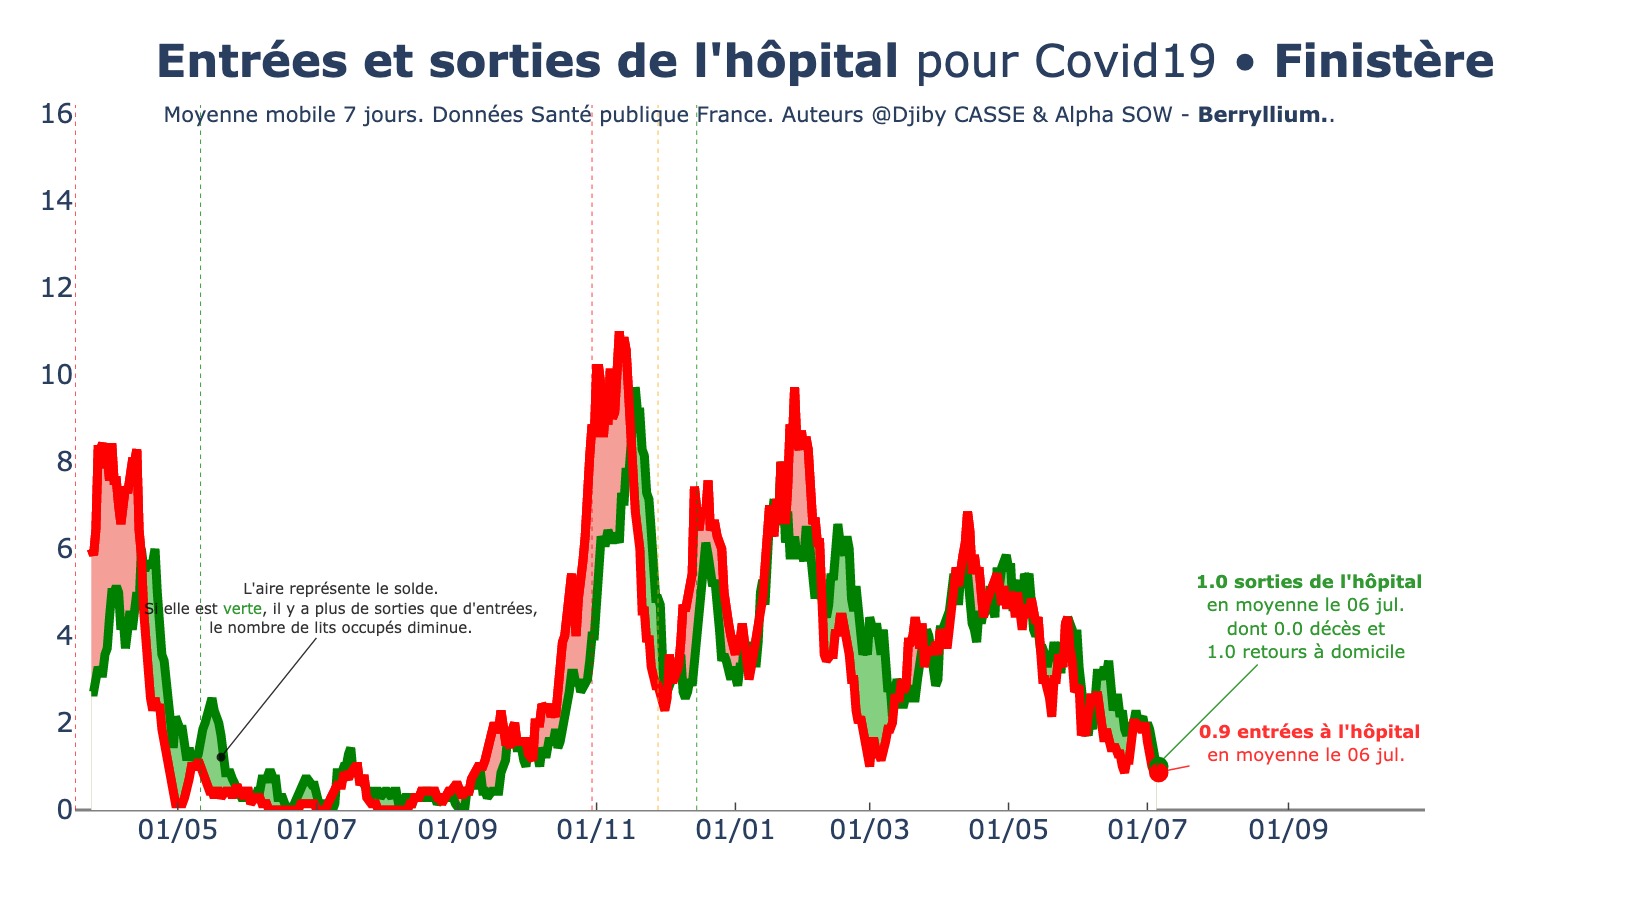 Entrées et sorties de l'hôpital pour Covid19 • Finistère
Moyenne mobile 7 jours. Données Santé publique France. Auteurs @Djiby CASSE & Alpha SOW - Berryllium..
16
14
12
10
8
6
4
2
0
L'aire représente le solde.
Si elle est verte, il y a plus de sorties que d'entrées,
le nombre de lits occupés diminue.
1.0 sorties de l'hôpital
en moyenne le 06 jul.
dont 0.0 décès et
1.0 retours à domicile
0.9 entrées à l'hôpital
en moyenne le 06 jul.
01/05 01/07 01/09 01/11 01/01 01/03 01/05 01/07 01/09